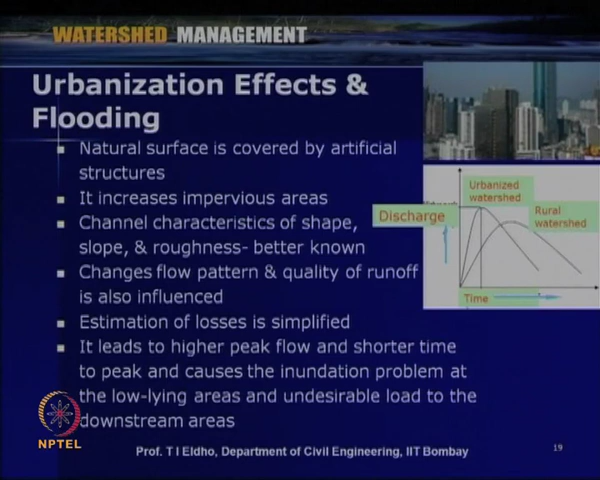 WATERSHED MANAGEMENT
Urbanization Effects &
Flooding
Natural surface is covered by artificial
structures
It increases impervious areas
Channel characteristics of shape,
slope, & roughness- better known
Changes flow pattern & quality of runoff
is also influenced
Estimation of losses is simplified
It leads to higher peak flow and shorter time
to peak and causes the inundation problem at
the low-lying areas and undesirable load to the
downstream areas
Urbanized
watershed
Discharge
Rural
watershed
Time
NPTEL
Prof. T I Eldho, Department of Civil Engineering, IIT Bombay
19